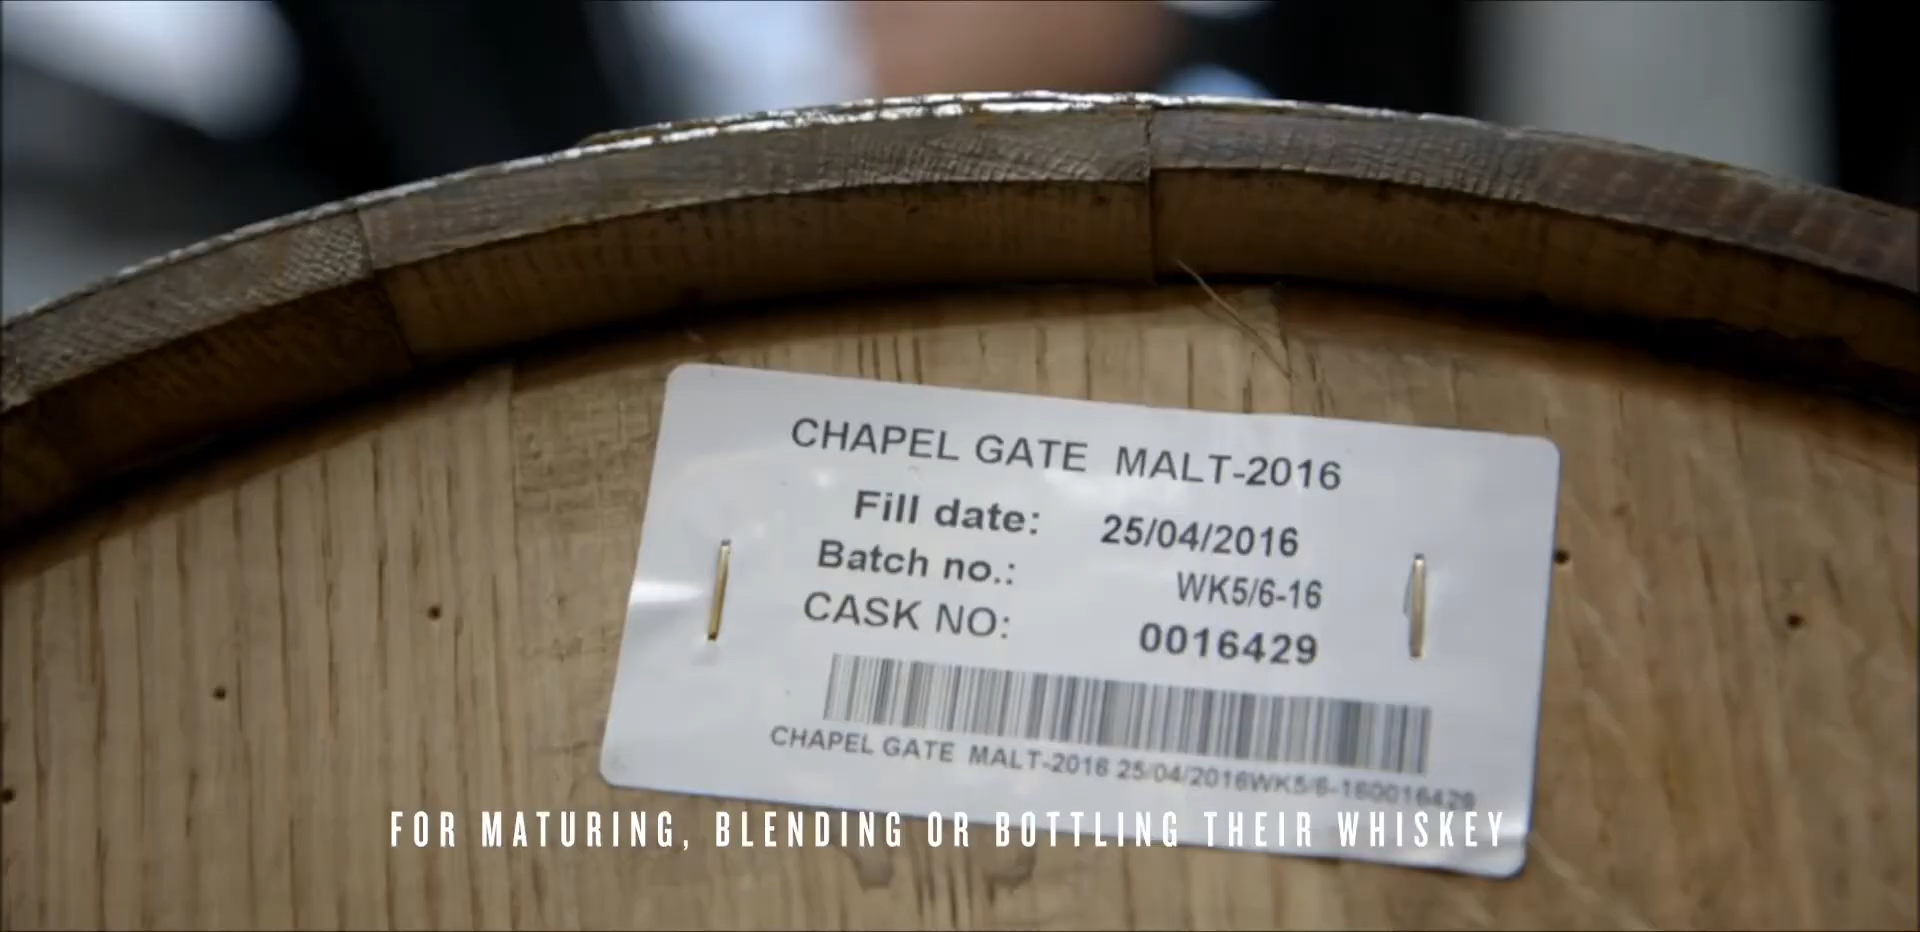 CHAPEL GATE MALT-2016
Fill date: 25/04/2016
Batch no.: WK5/6-16
CASK NO: 0016429
CHAPEL GATE MALT-2016 25/04/2016WK5/6-160016429
FOR MATURING, BLENDING OR BOTTLING THEIR WHISKEY